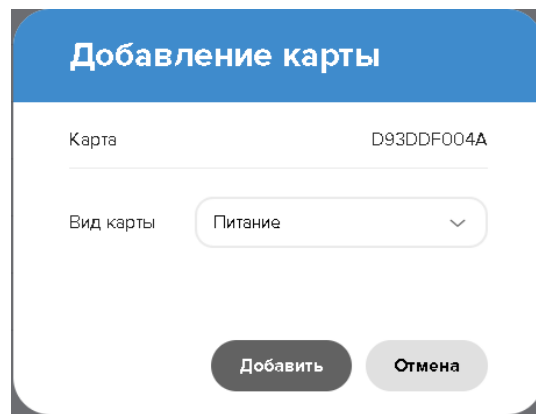 Добавление карты
Карта D93DDF004A
Вид карты Питание
Добавить Отмена